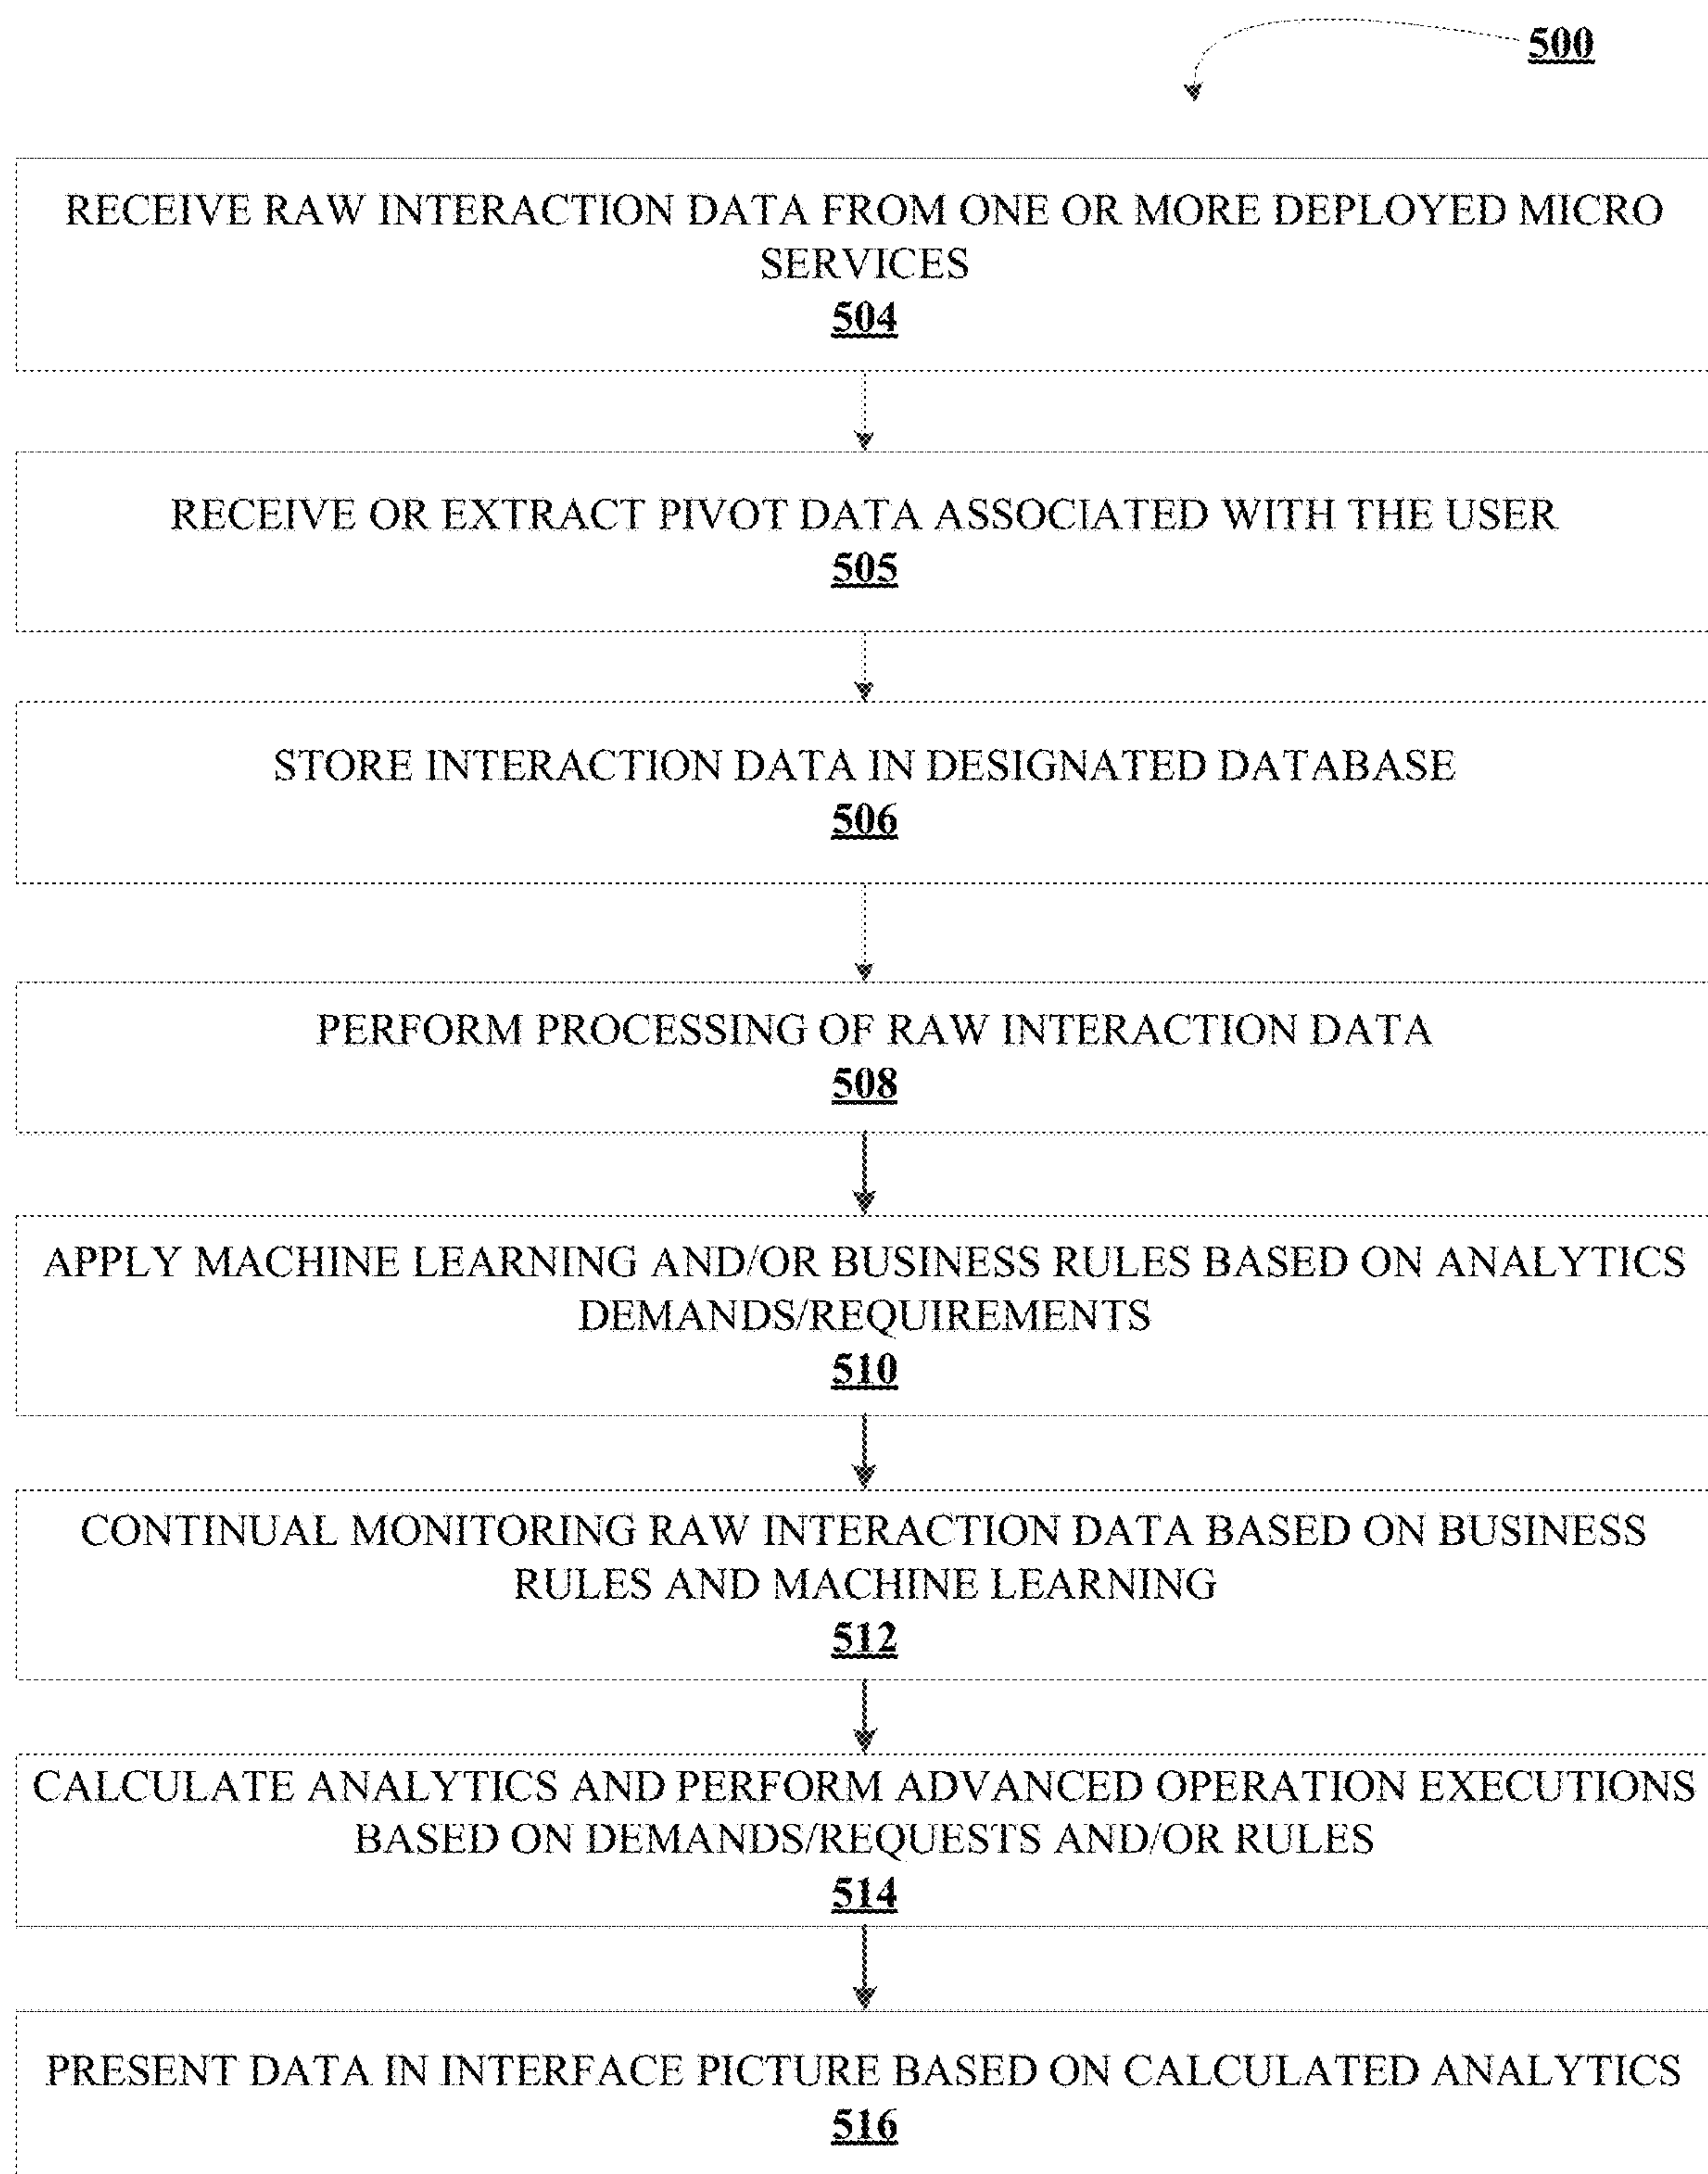 500
RECEIVE RAW INTERACTION DATA FROM ONE OR MORE DEPLOYED MICRO
SERVICES
504
RECEIVE OR EXTRACT PIVOT DATA ASSOCIATED WITH THE USER
505
STORE INTERACTION DATA IN DESIGNATED DATABASE
506
PERFORM PROCESSING OF RAW INTERACTION DATA
508
APPLY MACHINE LEARNING AND/OR BUSINESS RULES BASED ON ANALYTICS
DEMANDS/REQUIREMENTS
510
CONTINUAL MONITORING RAW INTERACTION DATA BASED ON BUSINESS
RULES AND MACHINE LEARNING
512
CALCULATE ANALYTICS AND PERFORM ADVANCED OPERATION EXECUTIONS
BASED ON DEMANDS/REQUESTS AND/OR RULES
514
PRESENT DATA IN INTERFACE PICTURE BASED ON CALCULATED ANALYTICS
516